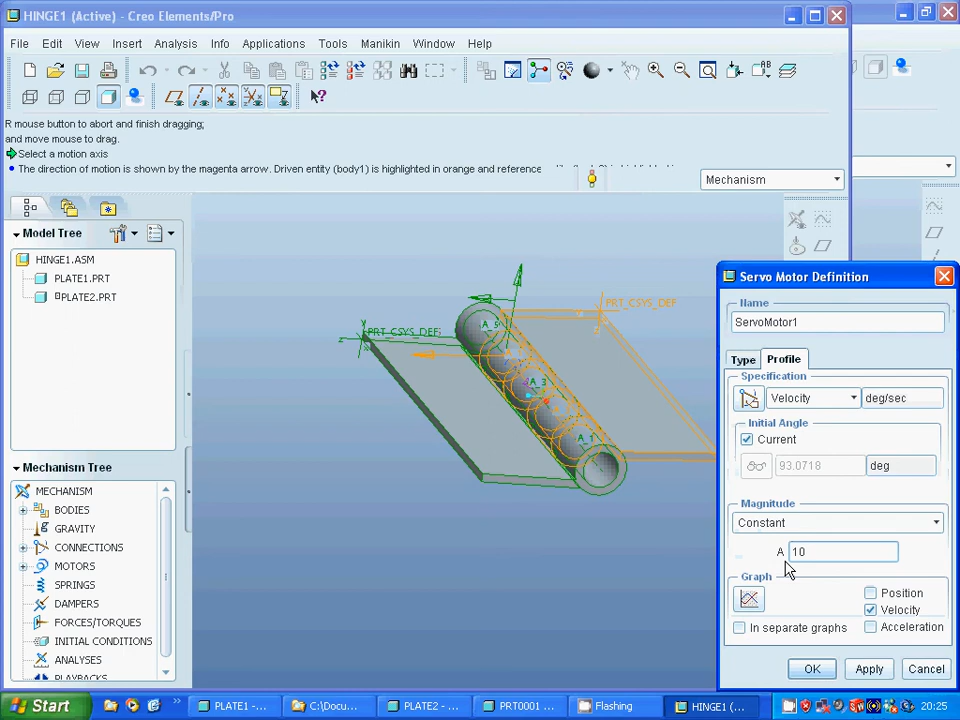 HINGE1 (Active) - Creo Elements/Pro
File Edit View Insert Analysis Info Applications Tools Manikin Window Help
R mouse button to abort and finish dragging;
and move mouse to drag.
Select a motion axis
The direction of motion is shown by the magenta arrow. Driven entity (body1) is highlighted in orange and reference
Mechanism
Model Tree
HINGE1.ASM
PLATE1.PRT
PLATE2.PRT
Mechanism Tree
MECHANISM
BODIES
GRAVITY
CONNECTIONS
MOTORS
SPRINGS
DAMPERS
FORCES/TORQUES
INITIAL CONDITIONS
ANALYSES
PLAYBACKS
PRT_CSYS_DEF
PRT_CSYS_DEF
A_5
A_3
A_1
Servo Motor Definition
Name
ServoMotor1
Type Profile
Specification
Velocity deg/sec
Initial Angle
Current
93.0718 deg
Magnitude
Constant
A 10
Graph
Position
Velocity
In separate graphs Acceleration
OK Apply Cancel
Start PLATE1 -... C:\Docu... PLATE2 -... PRT0001 ... Flashing HINGE1 (... 20:25